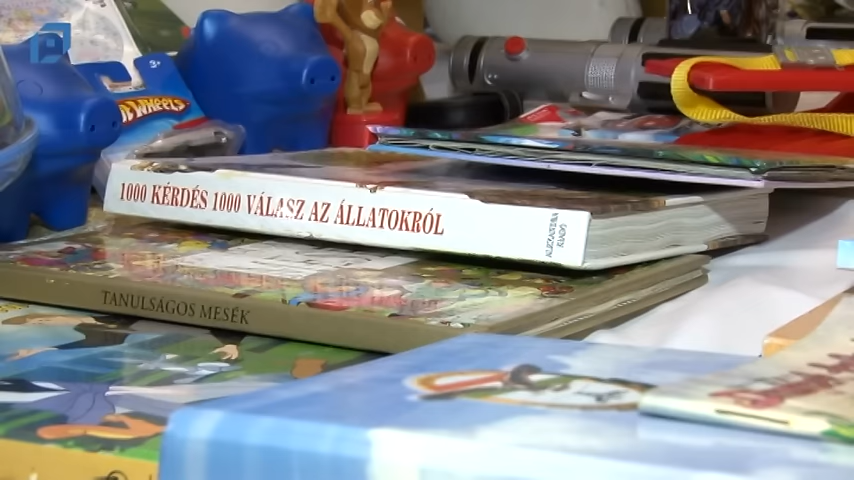 HOT WHEELS
1000 KÉRDÉS 1000 VÁLASZ AZ ÁLLATOKRÓL
ALEXANDRA
KIADÓ
TANULSÁGOS MESÉK